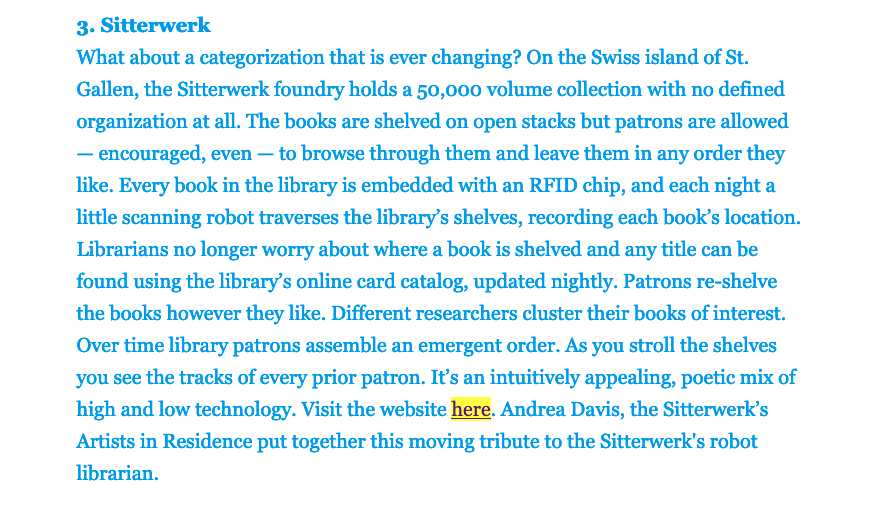 3. Sitterwerk
What about a categorization that is ever changing? On the Swiss island of St.
Gallen, the Sitterwerk foundry holds a 50,000 volume collection with no defined
organization at all. The books are shelved on open stacks but patrons are allowed
— encouraged, even — to browse through them and leave them in any order they
like. Every book in the library is embedded with an RFID chip, and each night a
little scanning robot traverses the library’s shelves, recording each book’s location.
Librarians no longer worry about where a book is shelved and any title can be
found using the library’s online card catalog, updated nightly. Patrons re-shelve
the books however they like. Different researchers cluster their books of interest.
Over time library patrons assemble an emergent order. As you stroll the shelves
you see the tracks of every prior patron. It’s an intuitively appealing, poetic mix of
high and low technology. Visit the website here. Andrea Davis, the Sitterwerk’s
Artists in Residence put together this moving tribute to the Sitterwerk's robot
librarian.